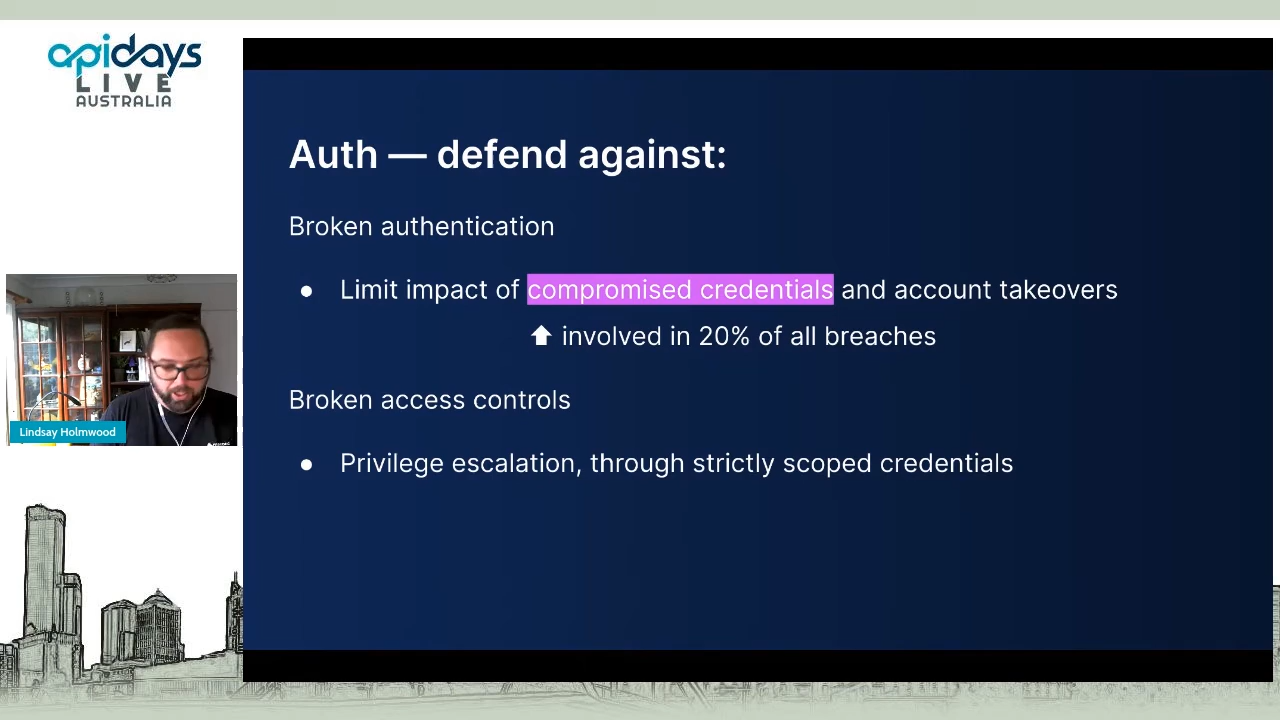 apidays
LIVE
AUSTRALIA
Auth — defend against:
Broken authentication
● Limit impact of compromised credentials and account takeovers
⬆ involved in 20% of all breaches
Broken access controls
● Privilege escalation, through strictly scoped credentials
Lindsay Holmwood